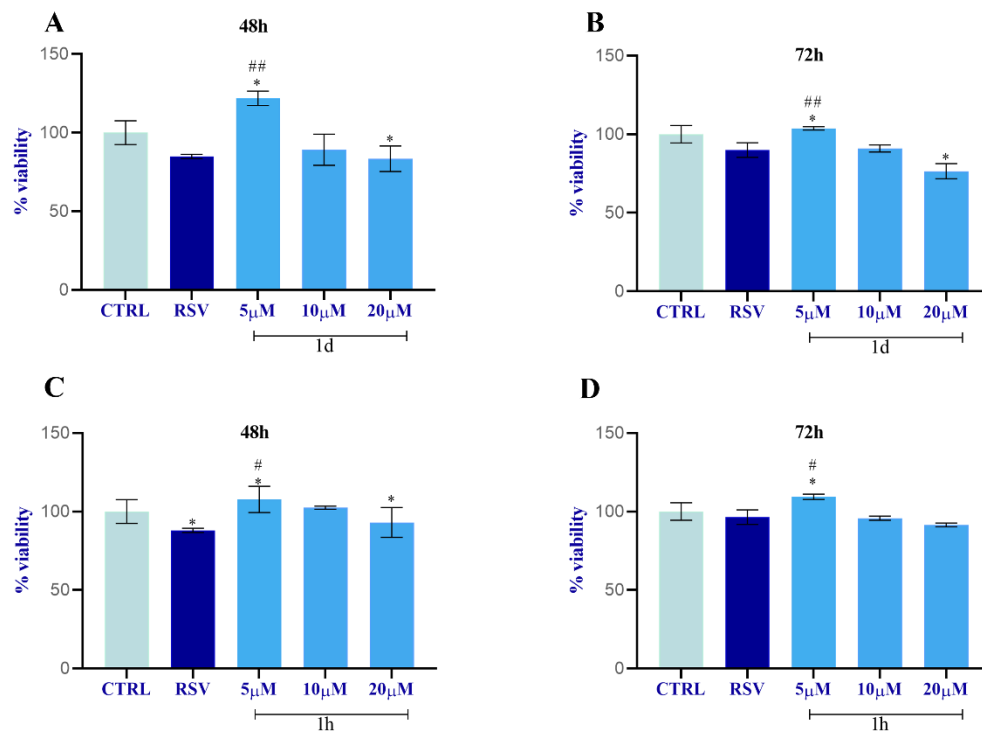 A
48h
% viability
150
100
50
0
##
*
*
CTRL RSV 5μM 10μM 20μM
1d
B
72h
% viability
150
100
50
0
##
*
*
CTRL RSV 5μM 10μM 20μM
1d
C
48h
% viability
150
100
50
0
#
*
*
*
CTRL RSV 5μM 10μM 20μM
1h
D
72h
% viability
150
100
50
0
#
*
CTRL RSV 5μM 10μM 20μM
1h